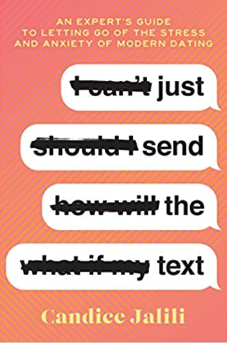 AN EXPERT'S GUIDE
TO LETTING GO OF THE STRESS
AND ANXIETY OF MODERN DATING
I can't just
should I send
how will the
what if my text
Candice Jalili